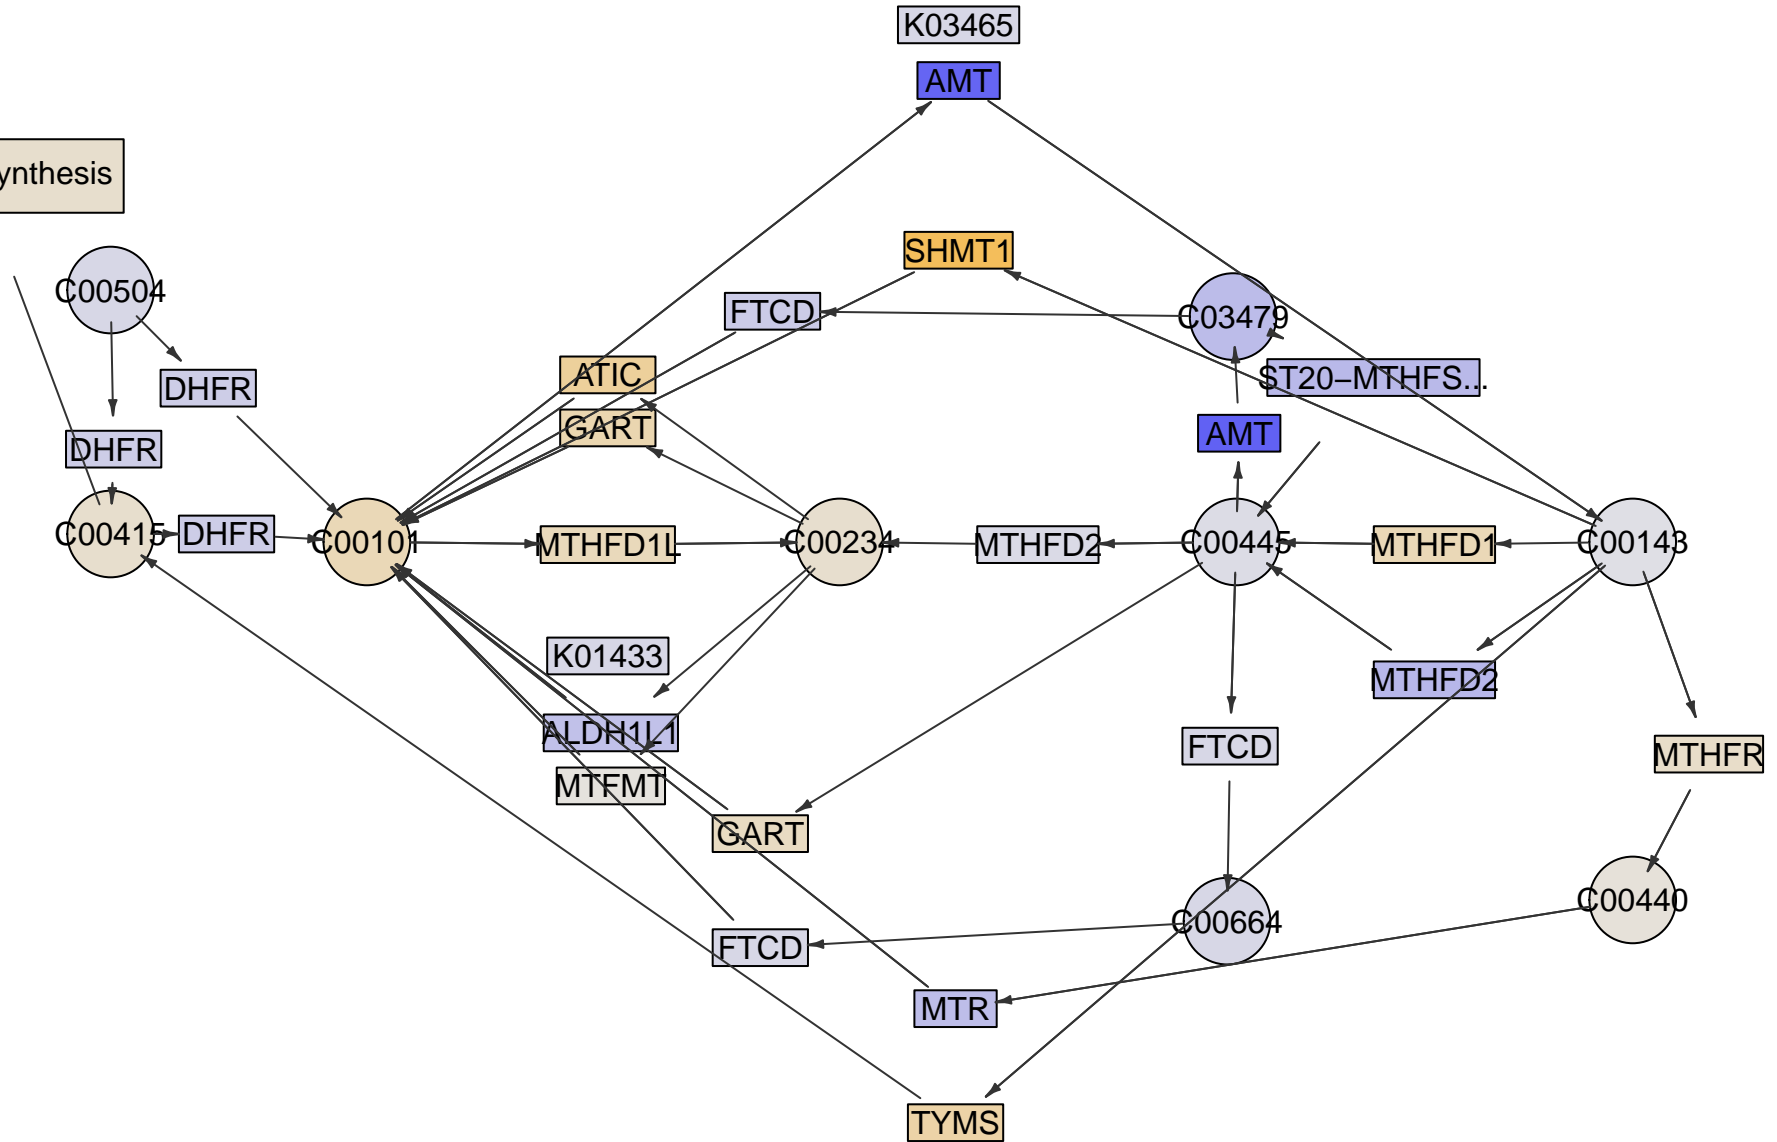 K03465
AMT
ynthesis
SHMT1
C00504
FTCD
C03479
ATIC
ST20−MTHFS...
DHFR
GART
AMT
DHFR
C00415
DHFR
C00101
MTHFD1L
C00234
MTHFD2
C00445
MTHFD1
C00143
K01433
MTHFD2
ALDH1L1
FTCD
MTHFR
MTFMT
GART
C00440
C00664
FTCD
MTR
TYMS